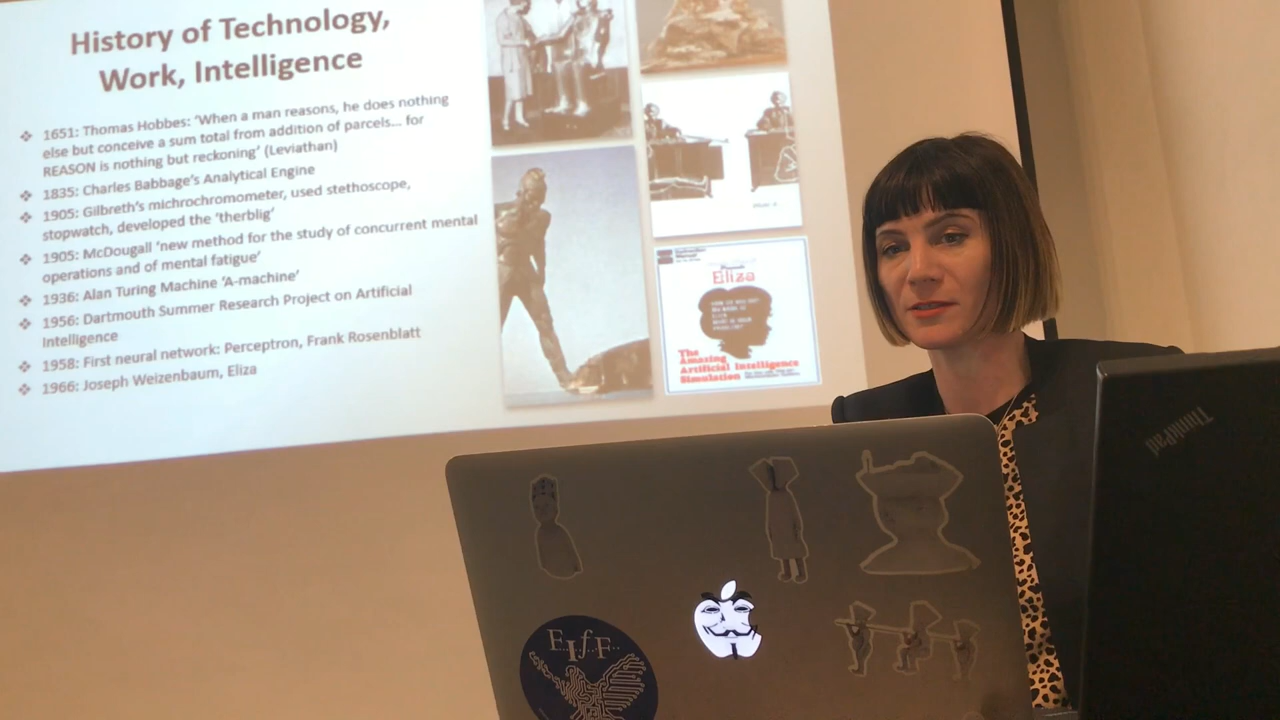 History of Technology,
Work, Intelligence
❖ 1651: Thomas Hobbes: 'When a man reasons, he does nothing
else but conceive a sum total from addition of parcels... for
REASON is nothing but reckoning' (Leviathan)
❖ 1835: Charles Babbage's Analytical Engine
❖ 1905: Gilbreth's michrochromometer, used stethoscope,
stopwatch, developed the 'therblig'
❖ 1905: McDougall 'new method for the study of concurrent mental
operations and of mental fatigue'
❖ 1936: Alan Turing Machine 'A-machine'
❖ 1956: Dartmouth Summer Research Project on Artificial
Intelligence
❖ 1958: First neural network: Perceptron, Frank Rosenblatt
❖ 1966: Joseph Weizenbaum, Eliza
Eliza
The
Amazing
Artificial Intelligence
Simulation
ThinkPad
FIfF